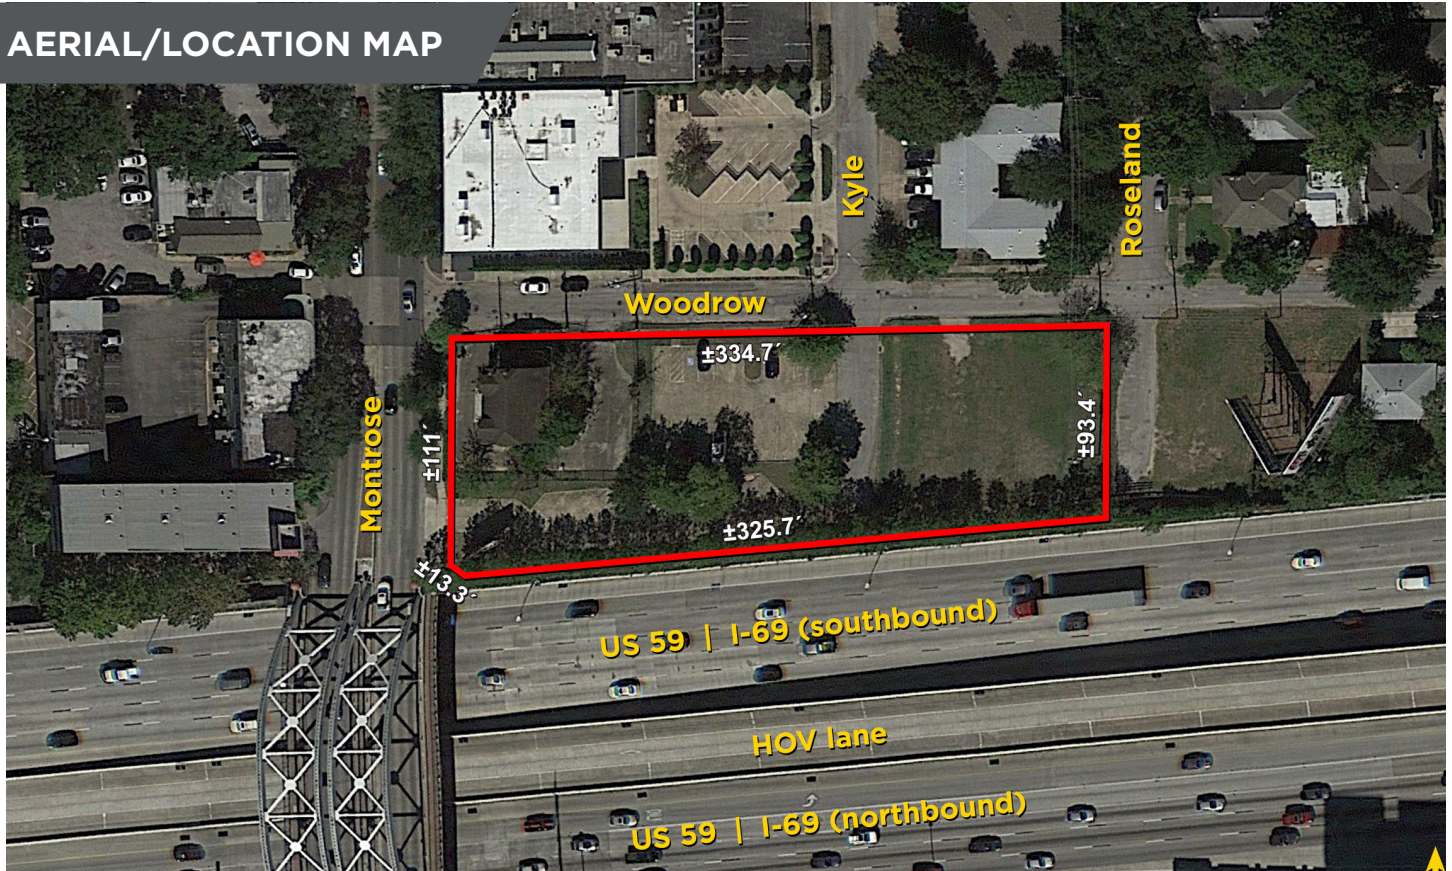 AERIAL/LOCATION MAP
Kyle
Roseland
Woodrow
±334.7´
Montrose
±111´
±93.4´
±325.7´
±13.3´
US 59 | I-69 (southbound)
HOV lane
US 59 | I-69 (northbound)